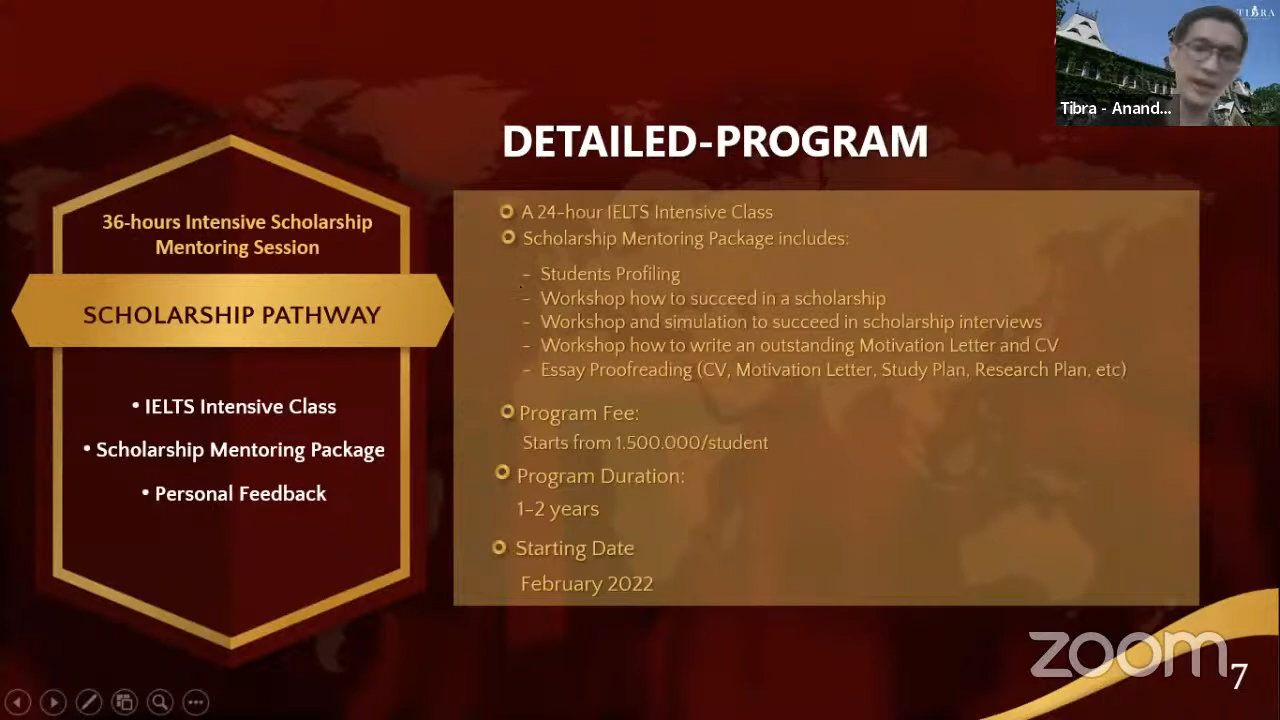 TIBRA
Tibra - Anand...
DETAILED-PROGRAM
36-hours Intensive Scholarship
Mentoring Session
SCHOLARSHIP PATHWAY
• IELTS Intensive Class
• Scholarship Mentoring Package
• Personal Feedback
A 24-hour IELTS Intensive Class
Scholarship Mentoring Package includes:
- Students Profiling
- Workshop how to succeed in a scholarship
- Workshop and simulation to succeed in scholarship interviews
- Workshop how to write an outstanding Motivation Letter and CV
- Essay Proofreading (CV, Motivation Letter, Study Plan, Research Plan, etc)
Program Fee:
Starts from 1.500.000/student
Program Duration:
1-2 years
Starting Date
February 2022
zoom
7